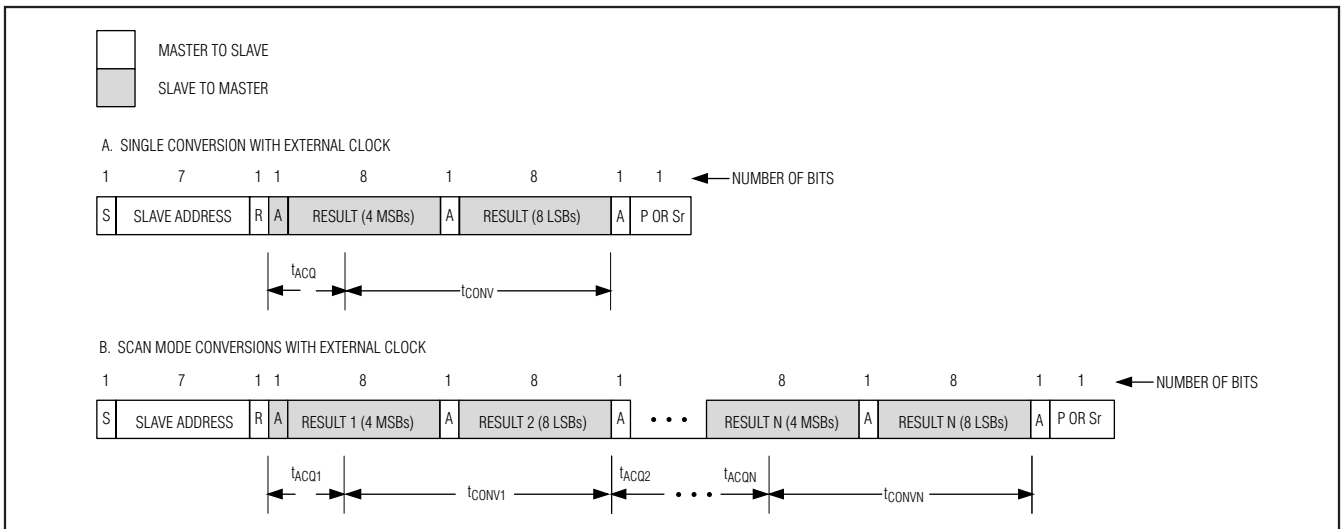 MASTER TO SLAVE
SLAVE TO MASTER
A. SINGLE CONVERSION WITH EXTERNAL CLOCK
1 7 1 1 8 1 8 1 1 NUMBER OF BITS
S SLAVE ADDRESS R A RESULT (4 MSBs) A RESULT (8 LSBs) A P OR Sr
tACQ
tCONV
B. SCAN MODE CONVERSIONS WITH EXTERNAL CLOCK
1 7 1 1 8 1 8 1 8 1 8 1 1 NUMBER OF BITS
S SLAVE ADDRESS R A RESULT 1 (4 MSBs) A RESULT 2 (8 LSBs) A • • • RESULT N (4 MSBs) A RESULT N (8 LSBs) A P OR Sr
tACQ1 tACQ2 tACQN
tCONV1 • • • tCONVN